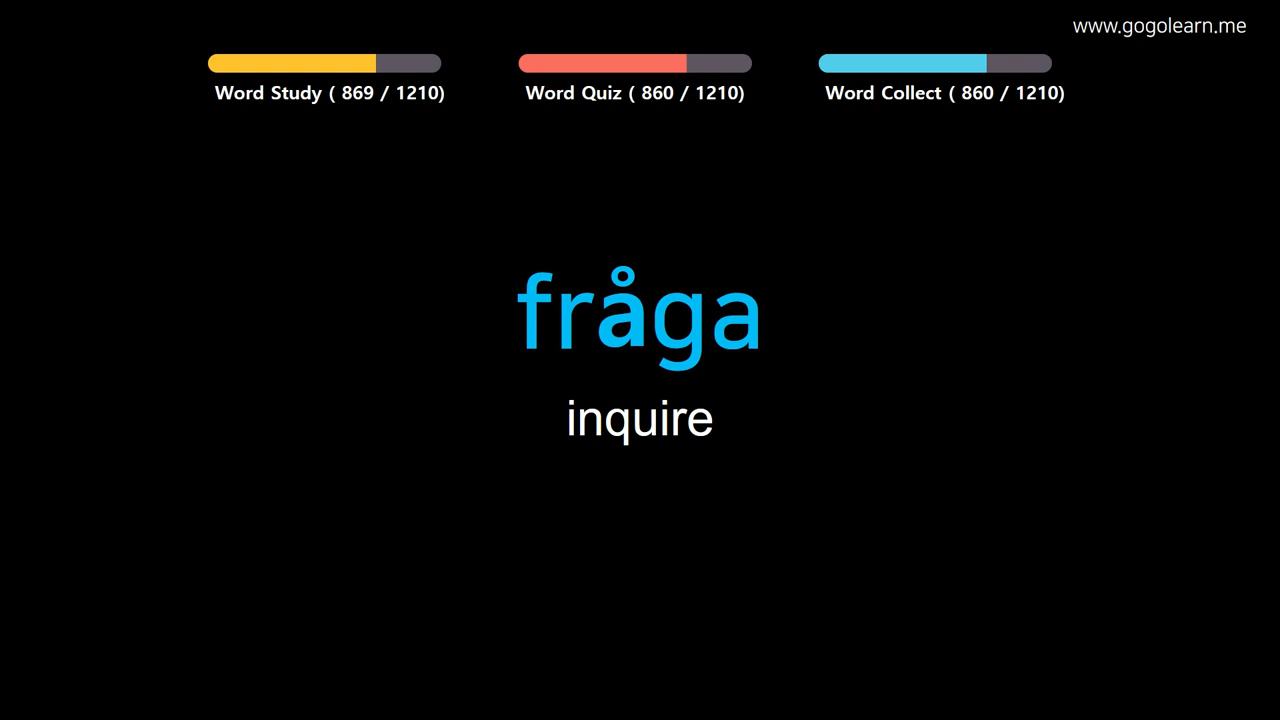 www.gogolearn.me
Word Study ( 869 / 1210)
Word Quiz ( 860 / 1210)
Word Collect ( 860 / 1210)
fråga
inquire